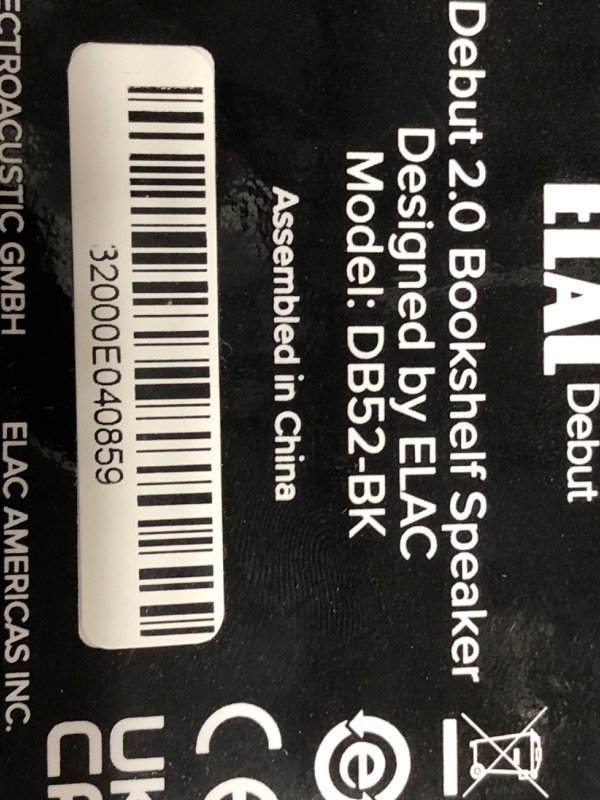 ELAC Debut
Debut 2.0 Bookshelf Speaker
Designed by ELAC
Model: DB52-BK
Assembled in China
32000E040859
ELAC AMERICAS INC.
GMBH
CE
UK
CA
e